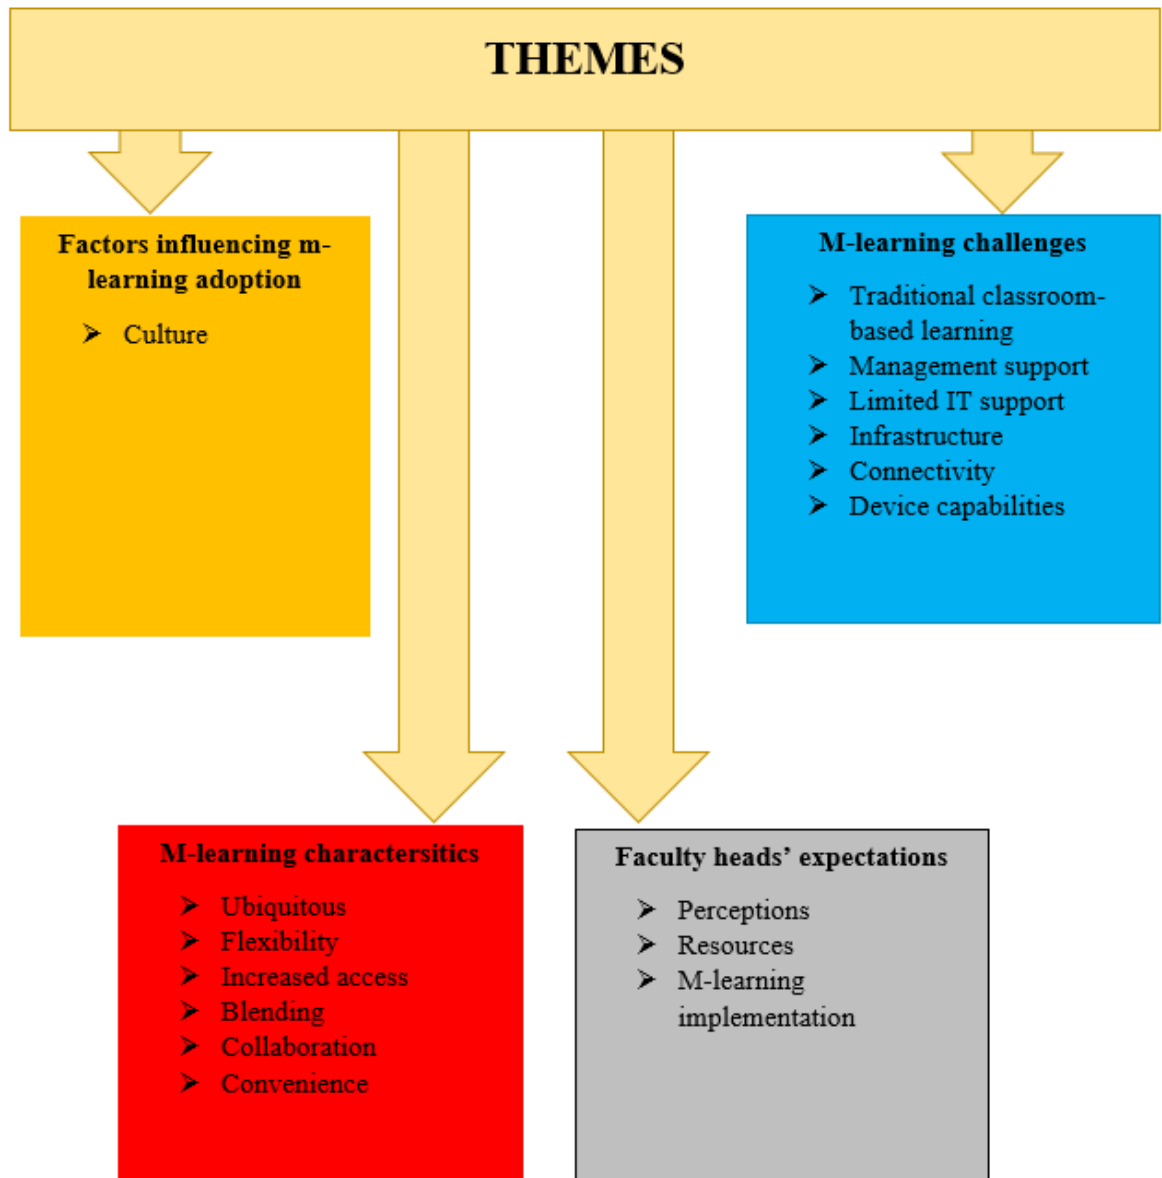 THEMES
Factors influencing m-
learning adoption
➢ Culture
M-learning challenges
➢ Traditional classroom-
based learning
➢ Management support
➢ Limited IT support
➢ Infrastructure
➢ Connectivity
➢ Device capabilities
M-learning charactersitics
➢ Ubiquitous
➢ Flexibility
➢ Increased access
➢ Blending
➢ Collaboration
➢ Convenience
Faculty heads’ expectations
➢ Perceptions
➢ Resources
➢ M-learning
implementation